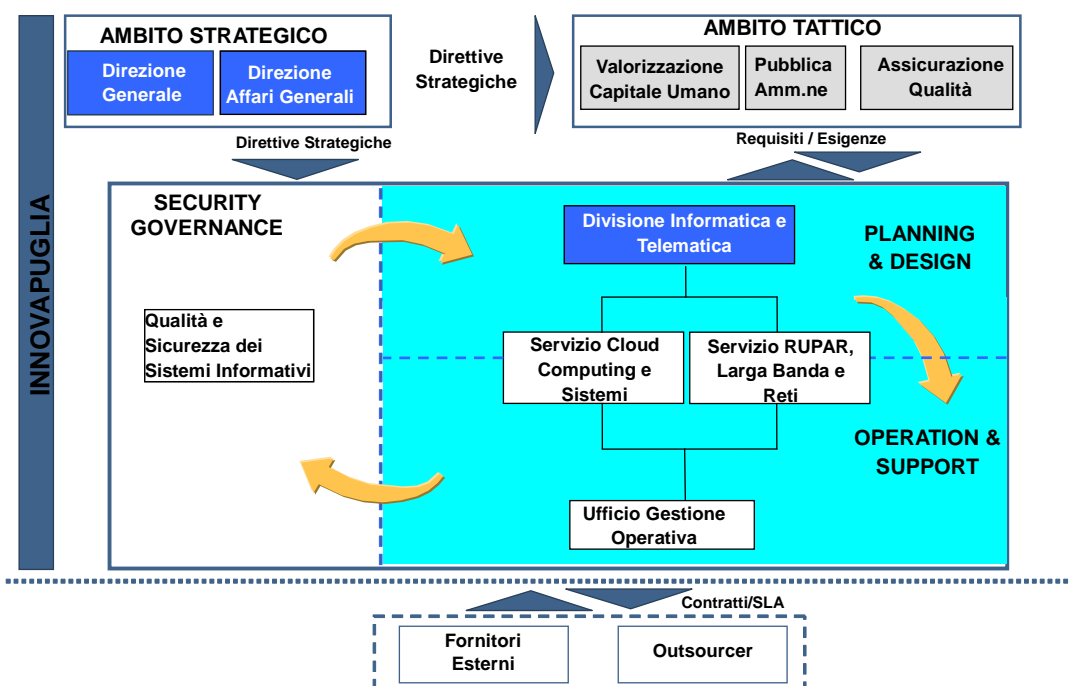 INNOVAPUGLIA
AMBITO STRATEGICO
Direzione
Generale
Direzione
Affari Generali
Direttive
Strategiche
AMBITO TATTICO
Valorizzazione
Capitale Umano
Pubblica
Amm.ne
Assicurazione
Qualità
Direttive Strategiche
Requisiti / Esigenze
SECURITY
GOVERNANCE
Divisione Informatica e
Telematica
PLANNING
& DESIGN
Qualità e
Sicurezza dei
Sistemi Informativi
Servizio Cloud
Computing e
Sistemi
Servizio RUPAR,
Larga Banda e
Reti
OPERATION &
SUPPORT
Ufficio Gestione
Operativa
Contratti/SLA
Fornitori
Esterni
Outsourcer